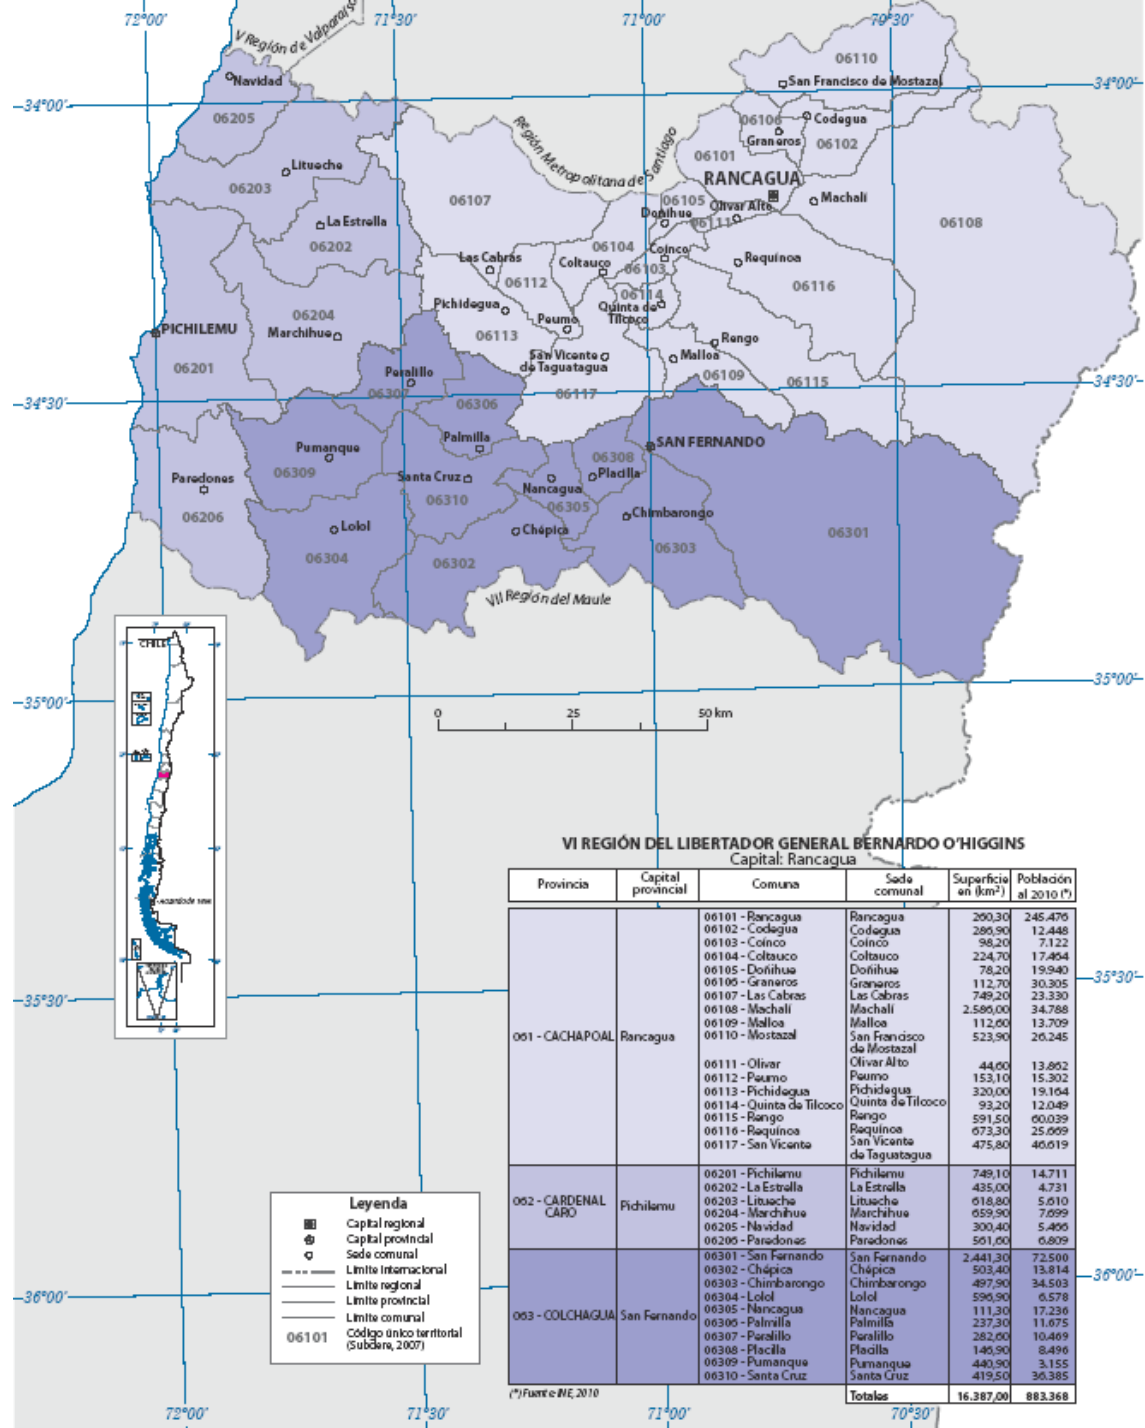 72°00'
71°30'
71°00'
70°30'
V Región de Valparaíso
Región Metropolitana de Santiago
34°00'
34°00'
06110
San Francisco de Mostazal
Navidad
06205
06106
Codegua
Graneros
06102
06101
RANCAGUA
Litueche
06203
06107
06105
Olivar Alto
Machalí
Doñihue
06111
06108
La Estrella
06202
06104
Coínco
Las Cabras
Coltauco
06103
Requínoa
06112
06116
06114
Pichidegua
Quinta de
Tilcoco
Peumo
06204
Marchihue
PICHILEMU
06113
Rengo
San Vicente
de Taguatagua
Malloa
06201
Peralillo
06109
06115
34°30'
34°30'
06307
06306
06117
Palmilla
SAN FERNANDO
Pumanque
06309
06308
Placilla
Paredones
Santa Cruz
Nancagua
06310
06305
06206
Chimbarongo
Lolol
Chépica
06301
06304
06302
06303
VII Región del Maule
35°00'
35°00'
0 25 50 km
CHILE
VI REGIÓN DEL LIBERTADOR GENERAL BERNARDO O'HIGGINS
Capital: Rancagua
Provincia Capital provincial Comuna Sede comunal Superficie en (km²) Población al 2010 (*)
061 - CACHAPOAL Rancagua
06101 - Rancagua Rancagua 260,30 245.476
06102 - Codegua Codegua 286,90 12.448
06103 - Coínco Coínco 98,20 7.122
06104 - Coltauco Coltauco 224,70 17.464
06105 - Doñihue Doñihue 78,20 19.940
06106 - Graneros Graneros 112,70 30.305
06107 - Las Cabras Las Cabras 749,20 23.330
06108 - Machalí Machalí 2.586,00 34.788
06109 - Malloa Malloa 112,60 13.709
06110 - Mostazal San Francisco de Mostazal 523,90 26.245
06111 - Olivar Olivar Alto 44,60 13.862
06112 - Peumo Peumo 153,10 15.302
06113 - Pichidegua Pichidegua 320,00 19.164
06114 - Quinta de Tilcoco Quinta de Tilcoco 93,20 12.049
06115 - Rengo Rengo 591,50 60.039
06116 - Requínoa Requínoa 673,30 25.669
06117 - San Vicente San Vicente de Taguatagua 475,80 46.619
062 - CARDENAL CARO Pichilemu
06201 - Pichilemu Pichilemu 749,10 14.711
06202 - La Estrella La Estrella 435,00 4.731
06203 - Litueche Litueche 618,80 5.610
06204 - Marchihue Marchihue 659,90 7.699
06205 - Navidad Navidad 300,40 5.466
06206 - Paredones Paredones 561,60 6.809
063 - COLCHAGUA San Fernando
06301 - San Fernando San Fernando 2.441,30 72.500
06302 - Chépica Chépica 503,40 13.814
06303 - Chimbarongo Chimbarongo 497,90 34.503
06304 - Lolol Lolol 596,90 6.578
06305 - Nancagua Nancagua 111,30 17.236
06306 - Palmilla Palmilla 237,30 11.675
06307 - Peralillo Peralillo 282,60 10.469
06308 - Placilla Placilla 146,90 8.496
06309 - Pumanque Pumanque 440,90 3.155
06310 - Santa Cruz Santa Cruz 419,50 36.385
Totales 16.387,00 883.368
(*) Fuente INE, 2010
35°30'
35°30'
Leyenda
Capital regional
Capital provincial
Sede comunal
Límite internacional
Límite regional
Límite provincial
Límite comunal
06101 Código único territorial
(Subdere, 2007)
36°00'
36°00'
72°00'
71°30'
71°00'
70°30'